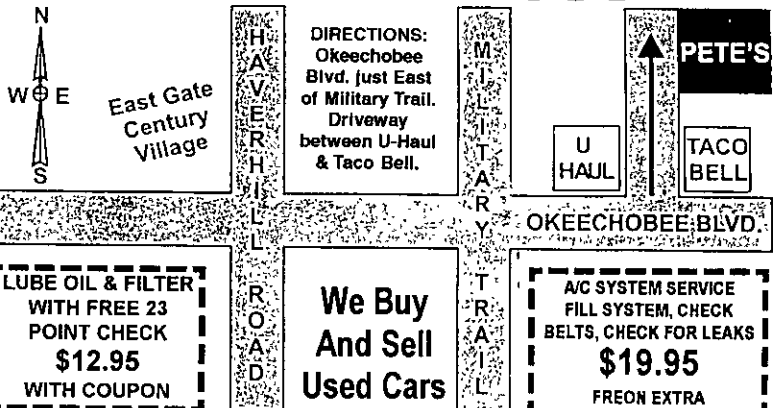 N
W E
S
East Gate
Century
Village
HAVERHILL ROAD
DIRECTIONS:
Okeechobee
Blvd. just East
of Military Trail.
Driveway
between U-Haul
& Taco Bell.
MILITARY TRAIL
PETE'S
U
HAUL
TACO
BELL
OKEECHOBEE BLVD.
LUBE OIL & FILTER
WITH FREE 23
POINT CHECK
$12.95
WITH COUPON
We Buy
And Sell
Used Cars
A/C SYSTEM SERVICE
FILL SYSTEM, CHECK
BELTS, CHECK FOR LEAKS
$19.95
FREON EXTRA